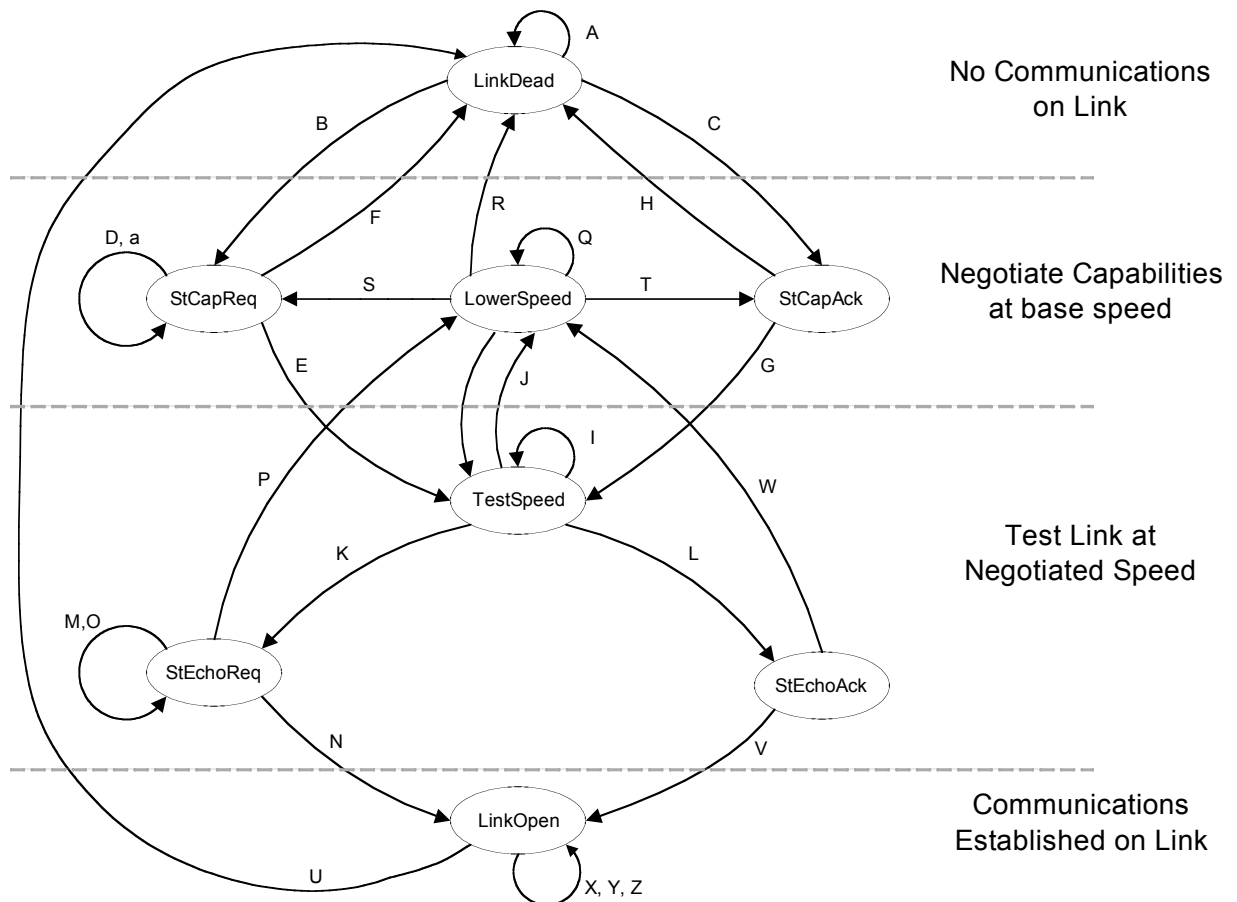 A
LinkDead
No Communications
on Link
B
C
F
R
H
D, a
Q
StCapReq
S
LowerSpeed
T
StCapAck
Negotiate Capabilities
at base speed
E
J
G
I
P
TestSpeed
W
K
L
Test Link at
Negotiated Speed
M,O
StEchoReq
StEchoAck
N
V
LinkOpen
Communications
Established on Link
U
X, Y, Z